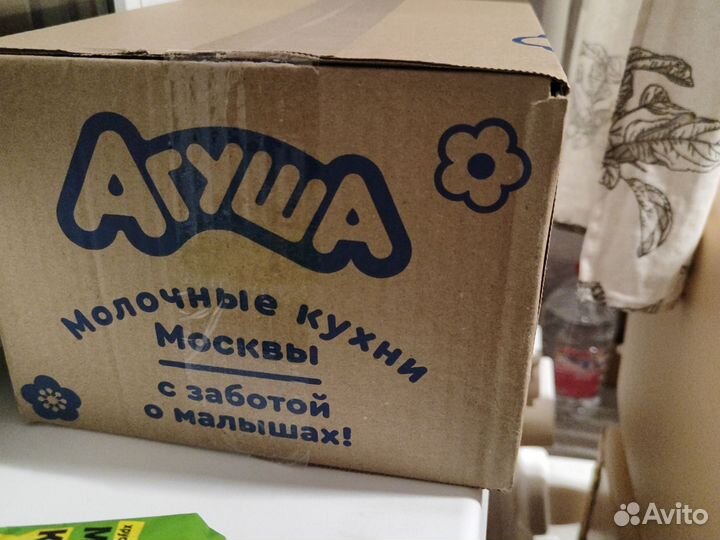 Агуша
Молочные кухни
Москвы
с заботой
о малышах!
Avito